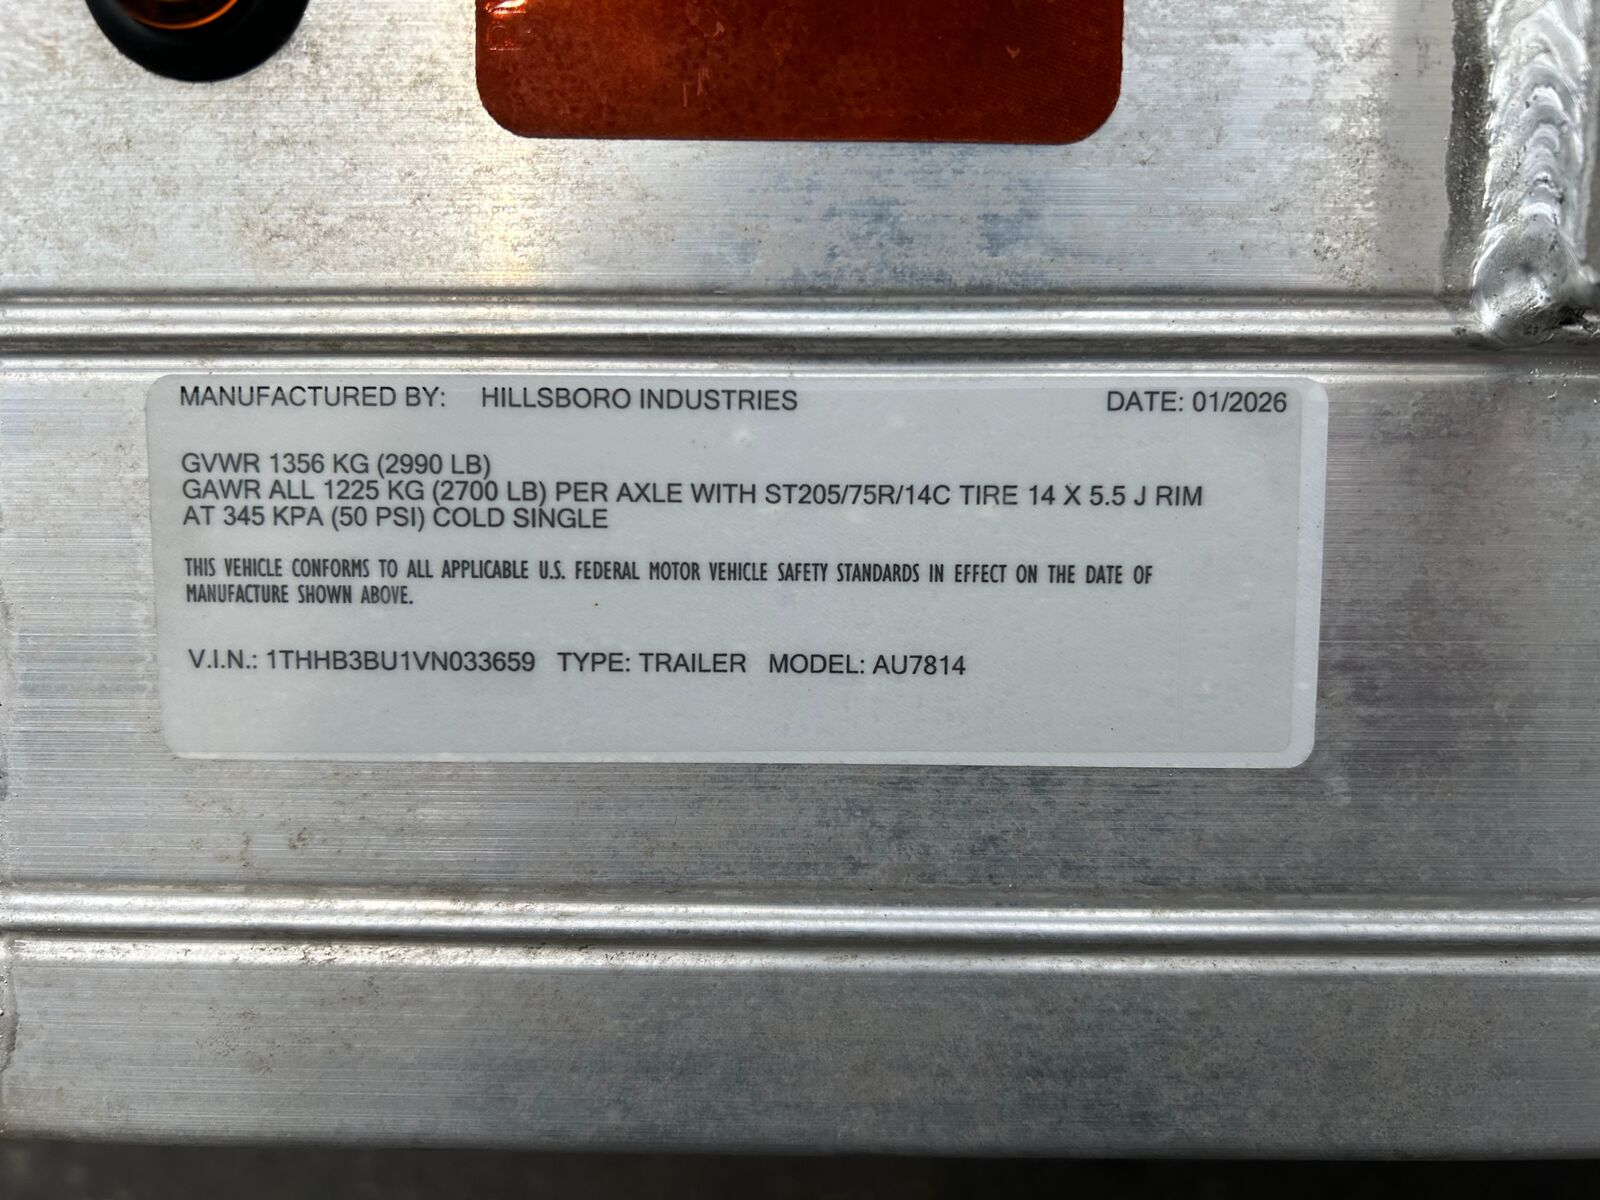 MANUFACTURED BY: HILLSBORO INDUSTRIES DATE: 01/2026
GVWR 1356 KG (2990 LB)
GAWR ALL 1225 KG (2700 LB) PER AXLE WITH ST205/75R/14C TIRE 14 X 5.5 J RIM
AT 345 KPA (50 PSI) COLD SINGLE
THIS VEHICLE CONFORMS TO ALL APPLICABLE U.S. FEDERAL MOTOR VEHICLE SAFETY STANDARDS IN EFFECT ON THE DATE OF
MANUFACTURE SHOWN ABOVE.
V.I.N.: 1THHB3BU1VN033659 TYPE: TRAILER MODEL: AU7814